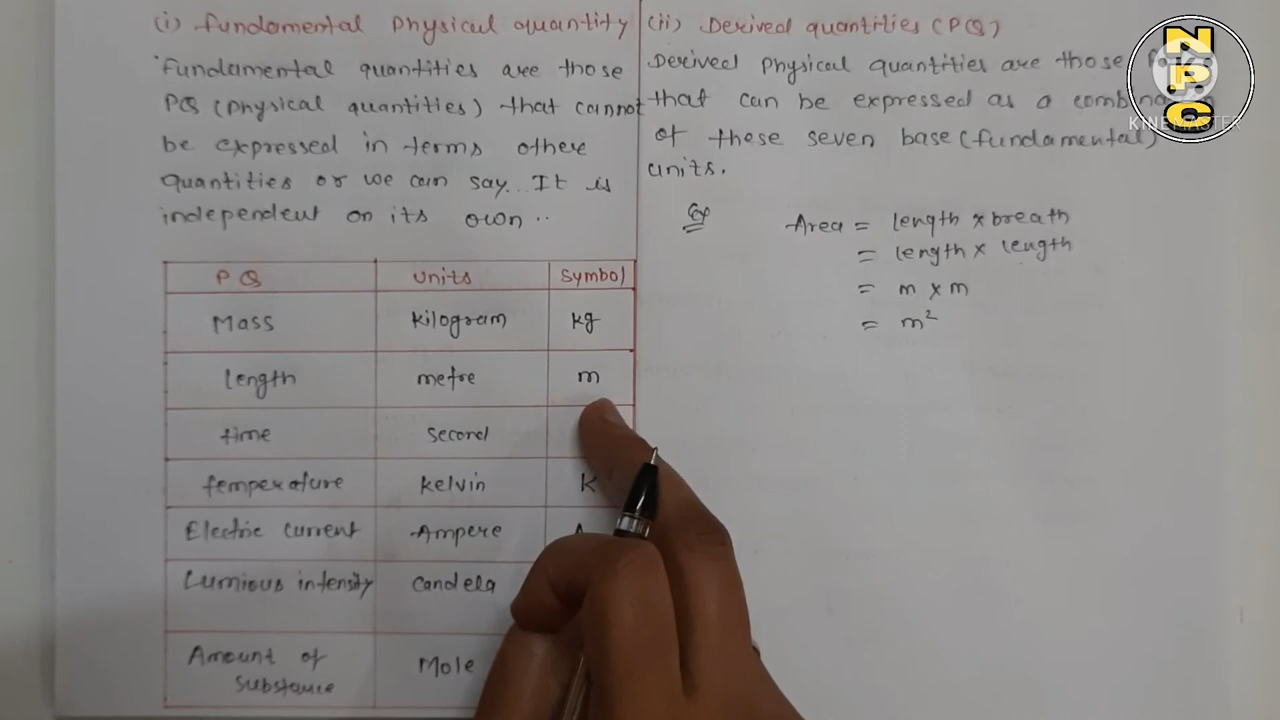 (i) fundamental physical quantity
Fundamental quantities are those
PQ (physical quantities) that cannot
be expressed in terms othere
quantities or we can say... It is
independent on its own ..
PQ Units Symbol
Mass kilogram kg
length metre m
time second
temperature kelvin K
Electric current Ampere
Lumious intensity Candela
Amount of
substance Mole
(ii) Derived quantities (PQ)
Derived physical quantities are those
that can be expressed as a
of these seven base (fundamental)
units.
Ex Area = length × breath
= length × length
= m × m
= m²
NPC
KINEMASTER